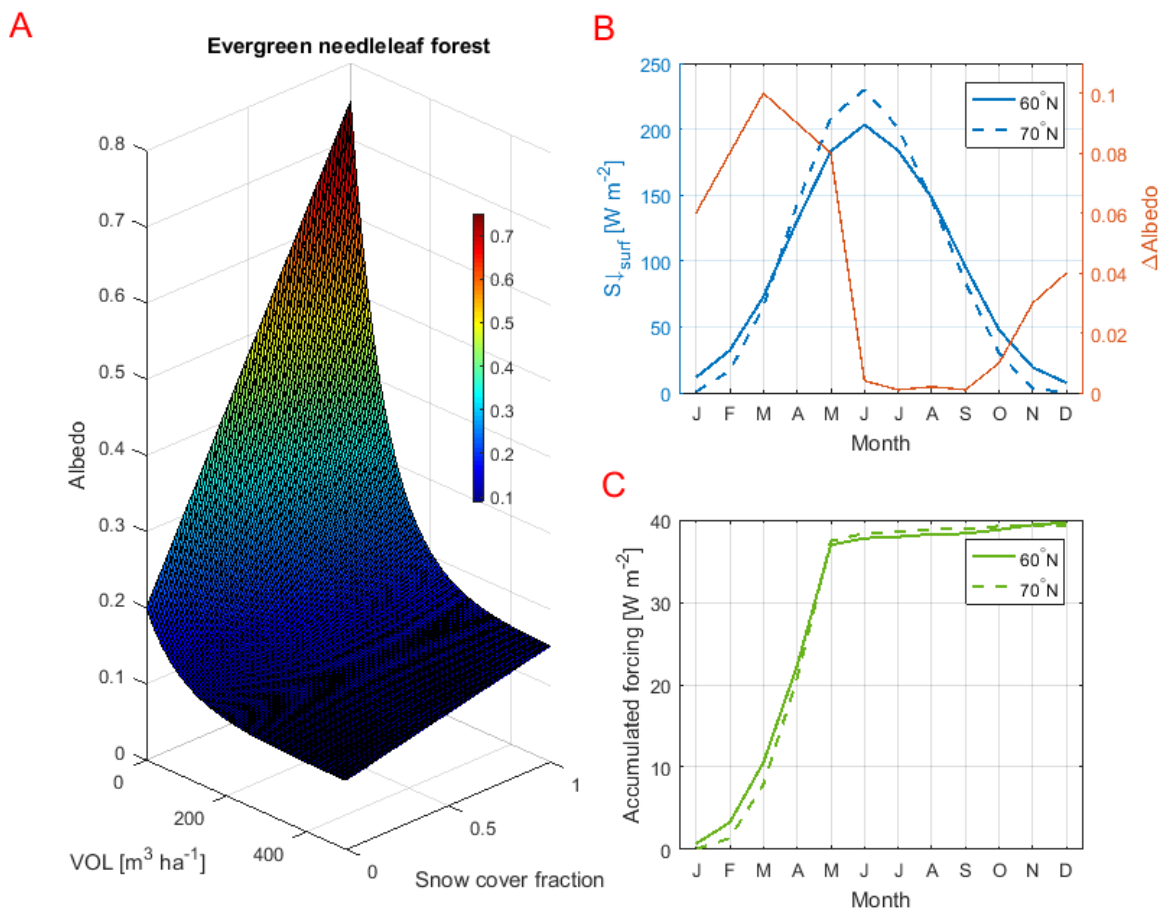 A
Evergreen needleleaf forest
0.8
0.7
0.6
0.5
0.4
0.3
0.2
0.1
0
Albedo
0.7
0.6
0.5
0.4
0.3
0.2
0.1
0
200
400
VOL [m³ ha⁻¹]
0
0.5
1
Snow cover fraction
B
250
200
150
100
50
0
S↓surf [W m⁻²]
60°N
70°N
0.1
0.08
0.06
0.04
0.02
0
ΔAlbedo
J F M A M J J A S O N D
Month
C
40
30
20
10
0
Accumulated forcing [W m⁻²]
60°N
70°N
J F M A M J J A S O N D
Month